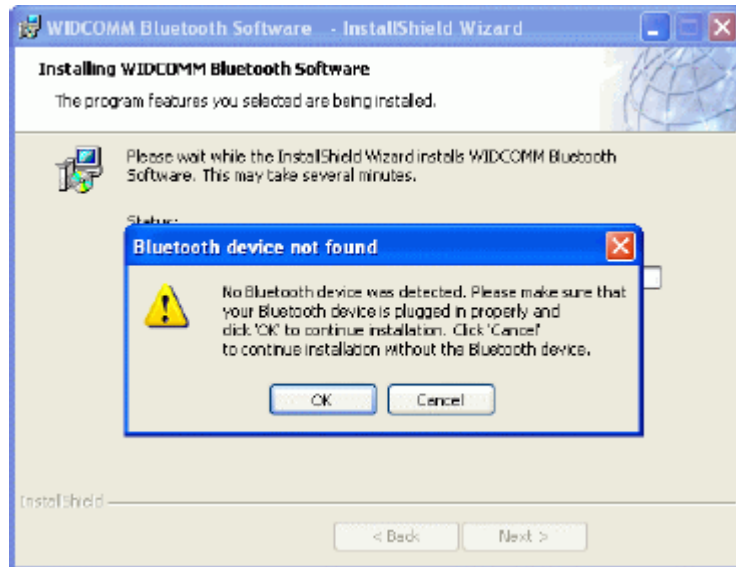 WIDCOMM Bluetooth Software - InstallShield Wizard
Installing WIDCOMM Bluetooth Software
The program features you selected are being installed.
Please wait while the InstallShield Wizard installs WIDCOMM Bluetooth
Software. This may take several minutes.
Status:
Bluetooth device not found
No Bluetooth device was detected. Please make sure that
your Bluetooth device is plugged in properly and
click 'OK' to continue installation. Click 'Cancel'
to continue installation without the Bluetooth device.
OK Cancel
InstallShield
< Back Next >